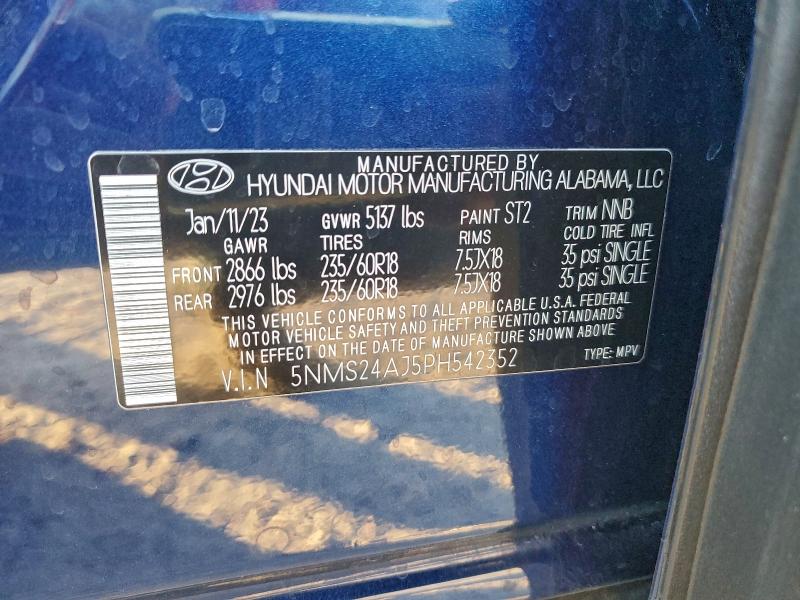 MANUFACTURED BY
HYUNDAI MOTOR MANUFACTURING ALABAMA, LLC
Jan/11/23 GVWR 5137 lbs PAINT ST2 TRIM NNB
GAWR TIRES RIMS COLD TIRE INFL
FRONT 2866 lbs 235/60R18 7.5JX18 35 psi SINGLE
REAR 2976 lbs 235/60R18 7.5JX18 35 psi SINGLE
THIS VEHICLE CONFORMS TO ALL APPLICABLE U.S.A. FEDERAL
MOTOR VEHICLE SAFETY AND THEFT PREVENTION STANDARDS
IN EFFECT ON THE DATE OF MANUFACTURE SHOWN ABOVE
V.I.N 5NMS24AJ5PH542352 TYPE: MPV